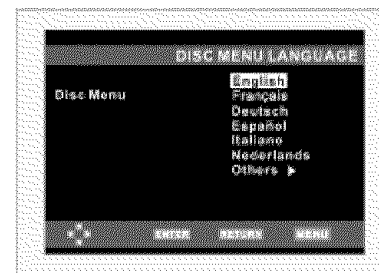 DISC MENU LANGUAGE
English
Disc Menu
Français
Deutsch
Español
Italiano
Nederlands
Others ▶
ENTER RETURN MENU